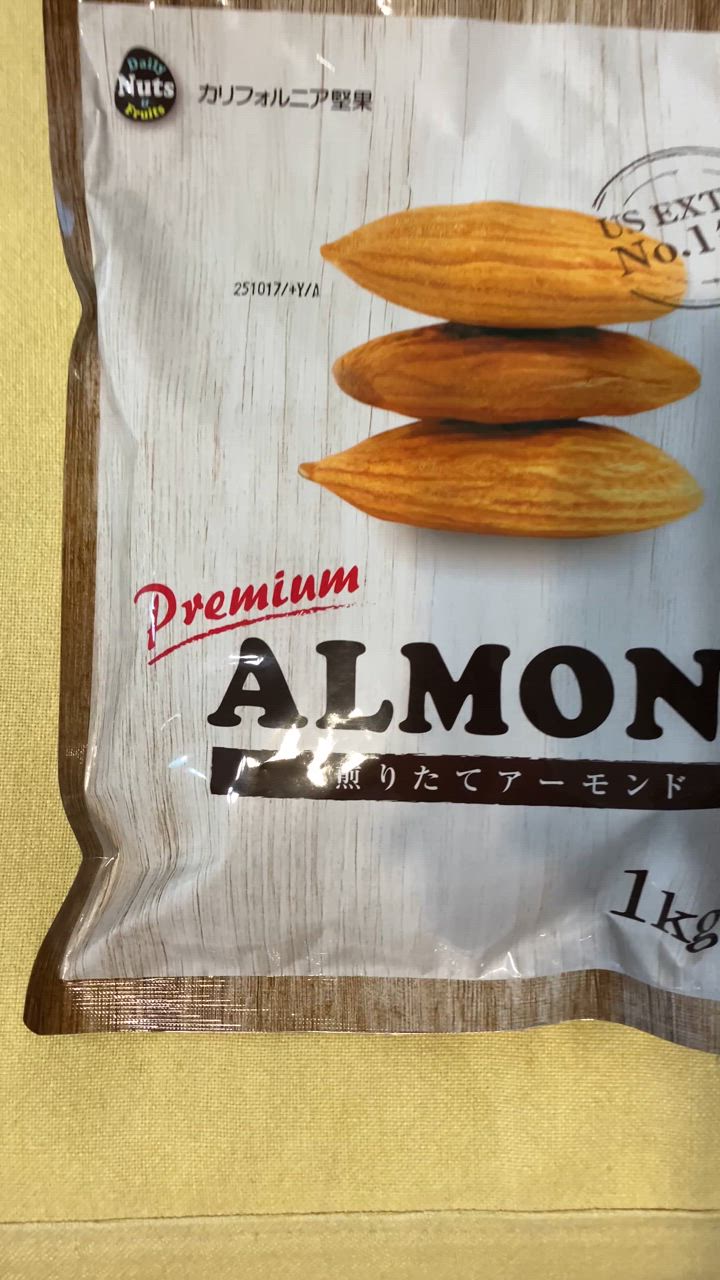 Daily
Nuts
&
Fruits
カリフォルニア堅果
US EXT
No.1
251017/+Y/A
Premium
ALMON
煎りたてアーモンド
1kg